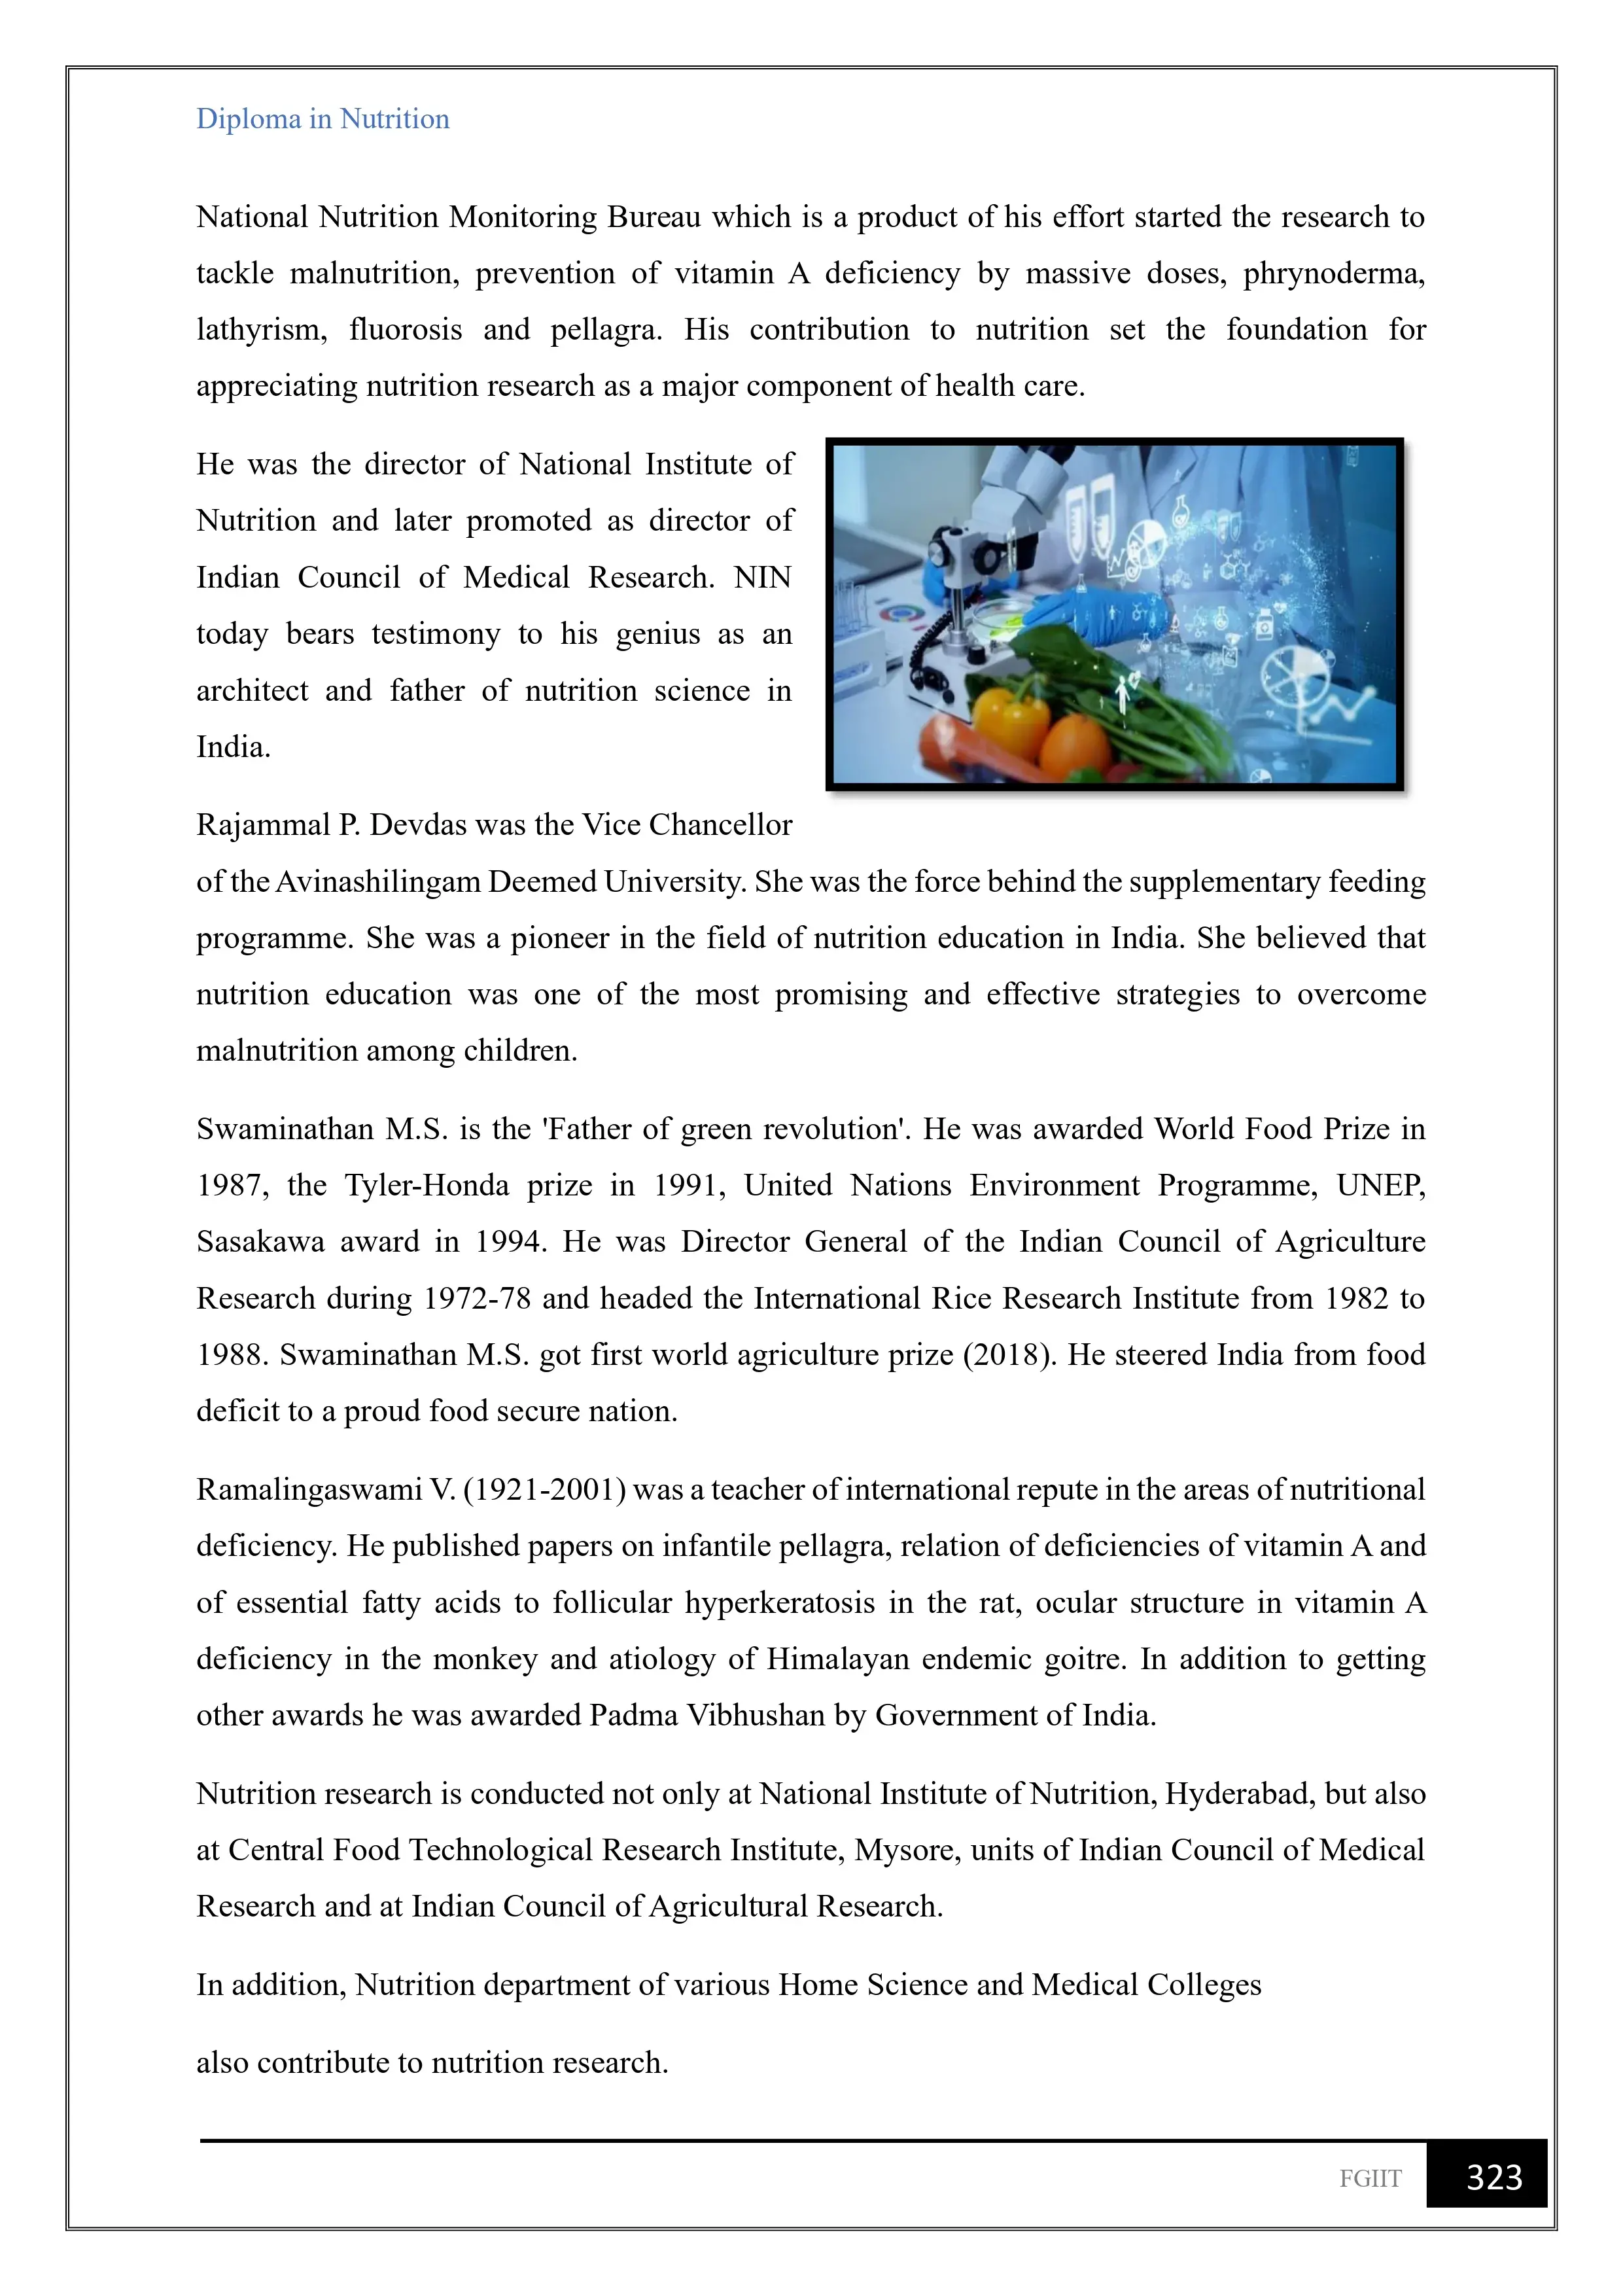 Diploma in Nutrition
National Nutrition Monitoring Bureau which is a product of his effort started the research to
tackle malnutrition, prevention of vitamin A deficiency by massive doses, phrynoderma,
lathyrism, fluorosis and pellagra. His contribution to nutrition set the foundation for
appreciating nutrition research as a major component of health care.
He was the director of National Institute of
Nutrition and later promoted as director of
Indian Council of Medical Research. NIN
today bears testimony to his genius as an
architect and father of nutrition science in
India.
Rajammal P. Devdas was the Vice Chancellor
of the Avinashilingam Deemed University. She was the force behind the supplementary feeding
programme. She was a pioneer in the field of nutrition education in India. She believed that
nutrition education was one of the most promising and effective strategies to overcome
malnutrition among children.
Swaminathan M.S. is the 'Father of green revolution'. He was awarded World Food Prize in
1987, the Tyler-Honda prize in 1991, United Nations Environment Programme, UNEP,
Sasakawa award in 1994. He was Director General of the Indian Council of Agriculture
Research during 1972-78 and headed the International Rice Research Institute from 1982 to
1988. Swaminathan M.S. got first world agriculture prize (2018). He steered India from food
deficit to a proud food secure nation.
Ramalingaswami V. (1921-2001) was a teacher of international repute in the areas of nutritional
deficiency. He published papers on infantile pellagra, relation of deficiencies of vitamin A and
of essential fatty acids to follicular hyperkeratosis in the rat, ocular structure in vitamin A
deficiency in the monkey and atiology of Himalayan endemic goitre. In addition to getting
other awards he was awarded Padma Vibhushan by Government of India.
Nutrition research is conducted not only at National Institute of Nutrition, Hyderabad, but also
at Central Food Technological Research Institute, Mysore, units of Indian Council of Medical
Research and at Indian Council of Agricultural Research.
In addition, Nutrition department of various Home Science and Medical Colleges
also contribute to nutrition research.
FGIIT 323